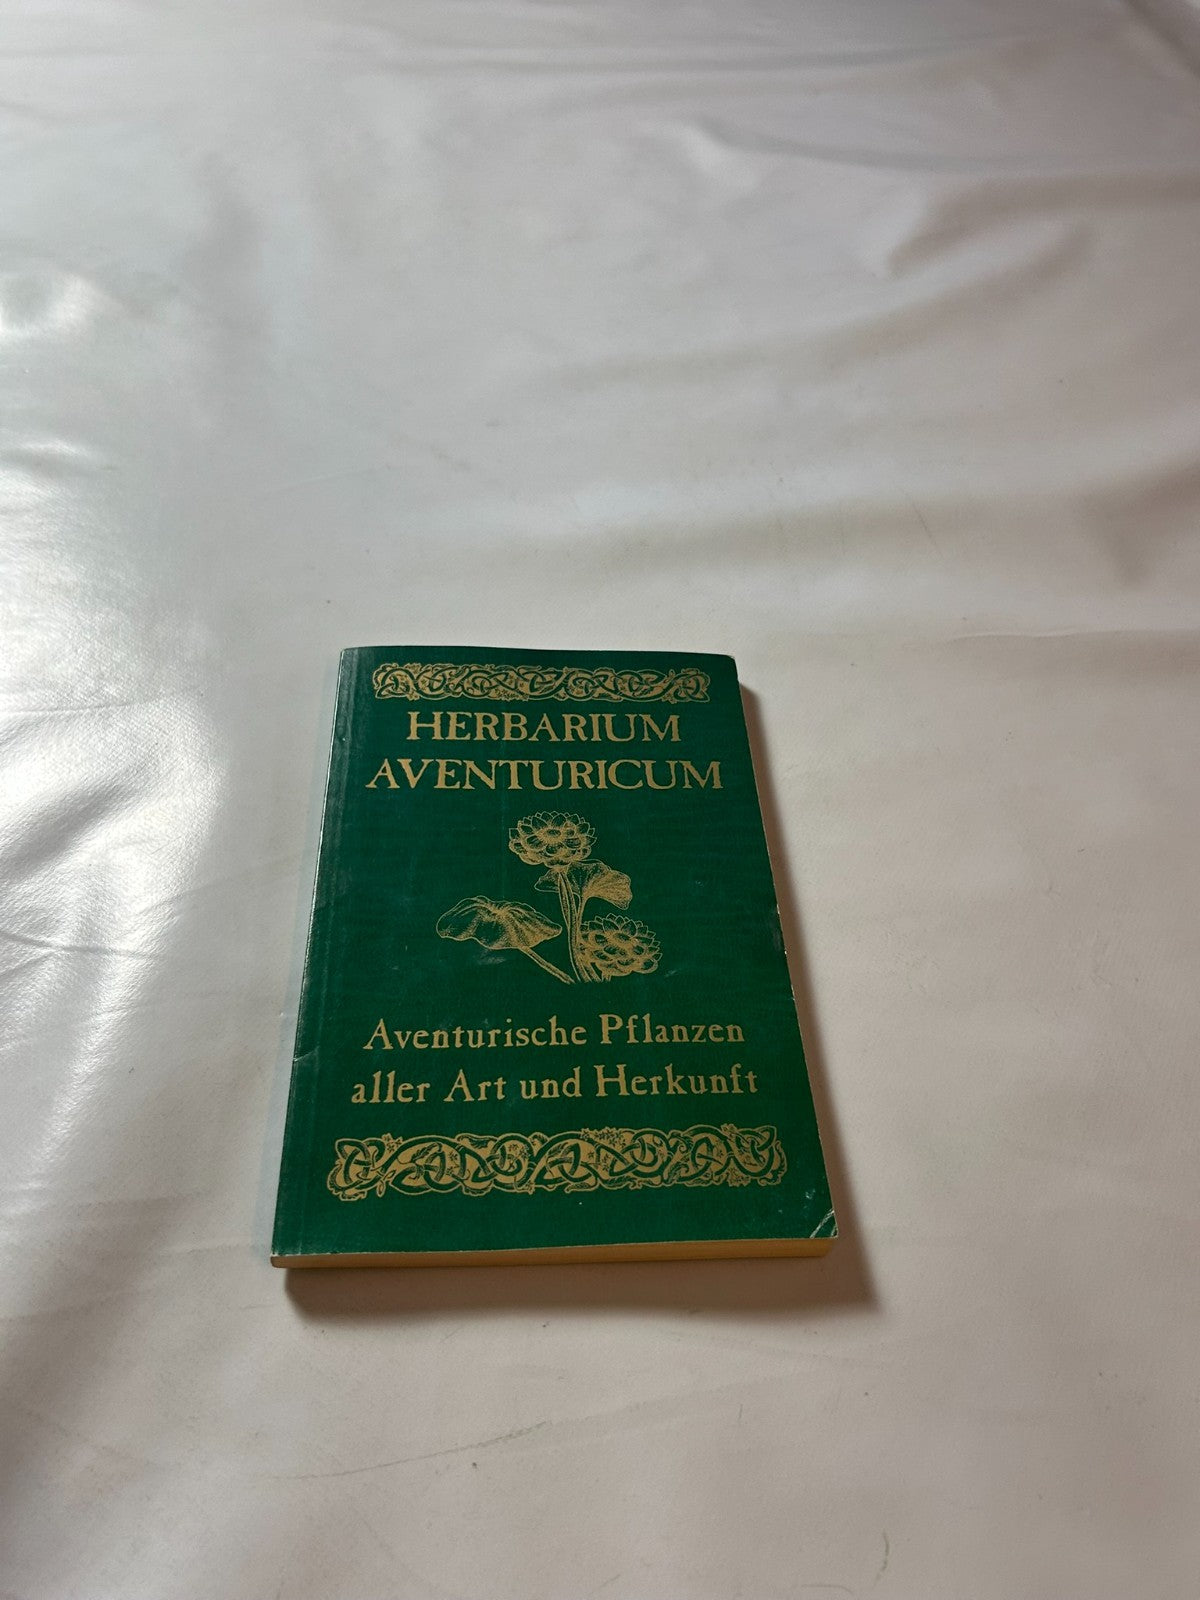 HERBARIUM
AVENTURICUM
Aventurische Pflanzen
aller Art und Herkunft